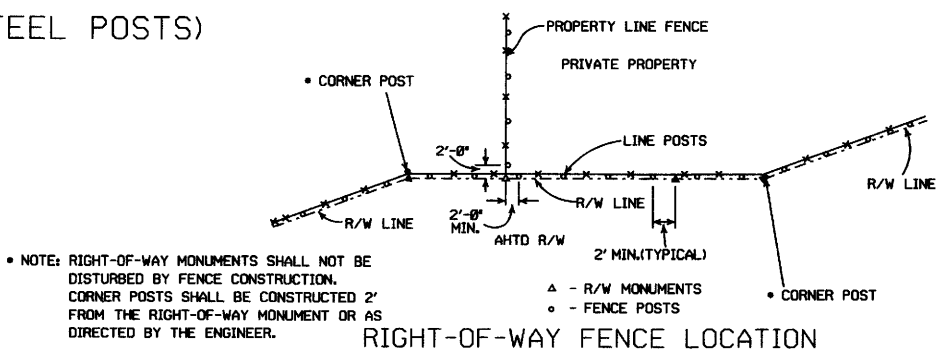 EEL POSTS)
PROPERTY LINE FENCE
PRIVATE PROPERTY
• CORNER POST
LINE POSTS
2'-0"
R/W LINE
R/W LINE
R/W LINE
2'-0"
MIN.
AHTD R/W
2' MIN.(TYPICAL)
• NOTE: RIGHT-OF-WAY MONUMENTS SHALL NOT BE
DISTURBED BY FENCE CONSTRUCTION.
CORNER POSTS SHALL BE CONSTRUCTED 2'
FROM THE RIGHT-OF-WAY MONUMENT OR AS
DIRECTED BY THE ENGINEER.
△ - R/W MONUMENTS
o - FENCE POSTS
• CORNER POST
RIGHT-OF-WAY FENCE LOCATION